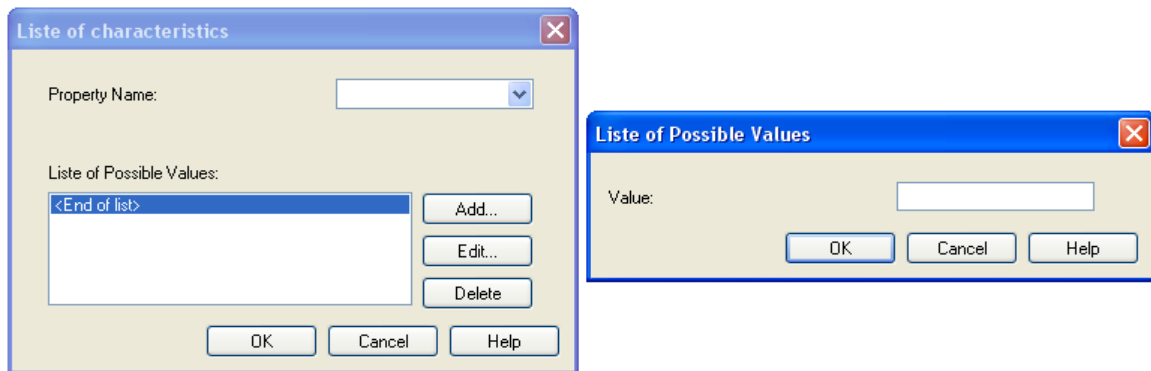 Liste of characteristics
Property Name:
Liste of Possible Values:
<End of list>
Add...
Edit...
Delete
OK Cancel Help
Liste of Possible Values
Value:
OK Cancel Help